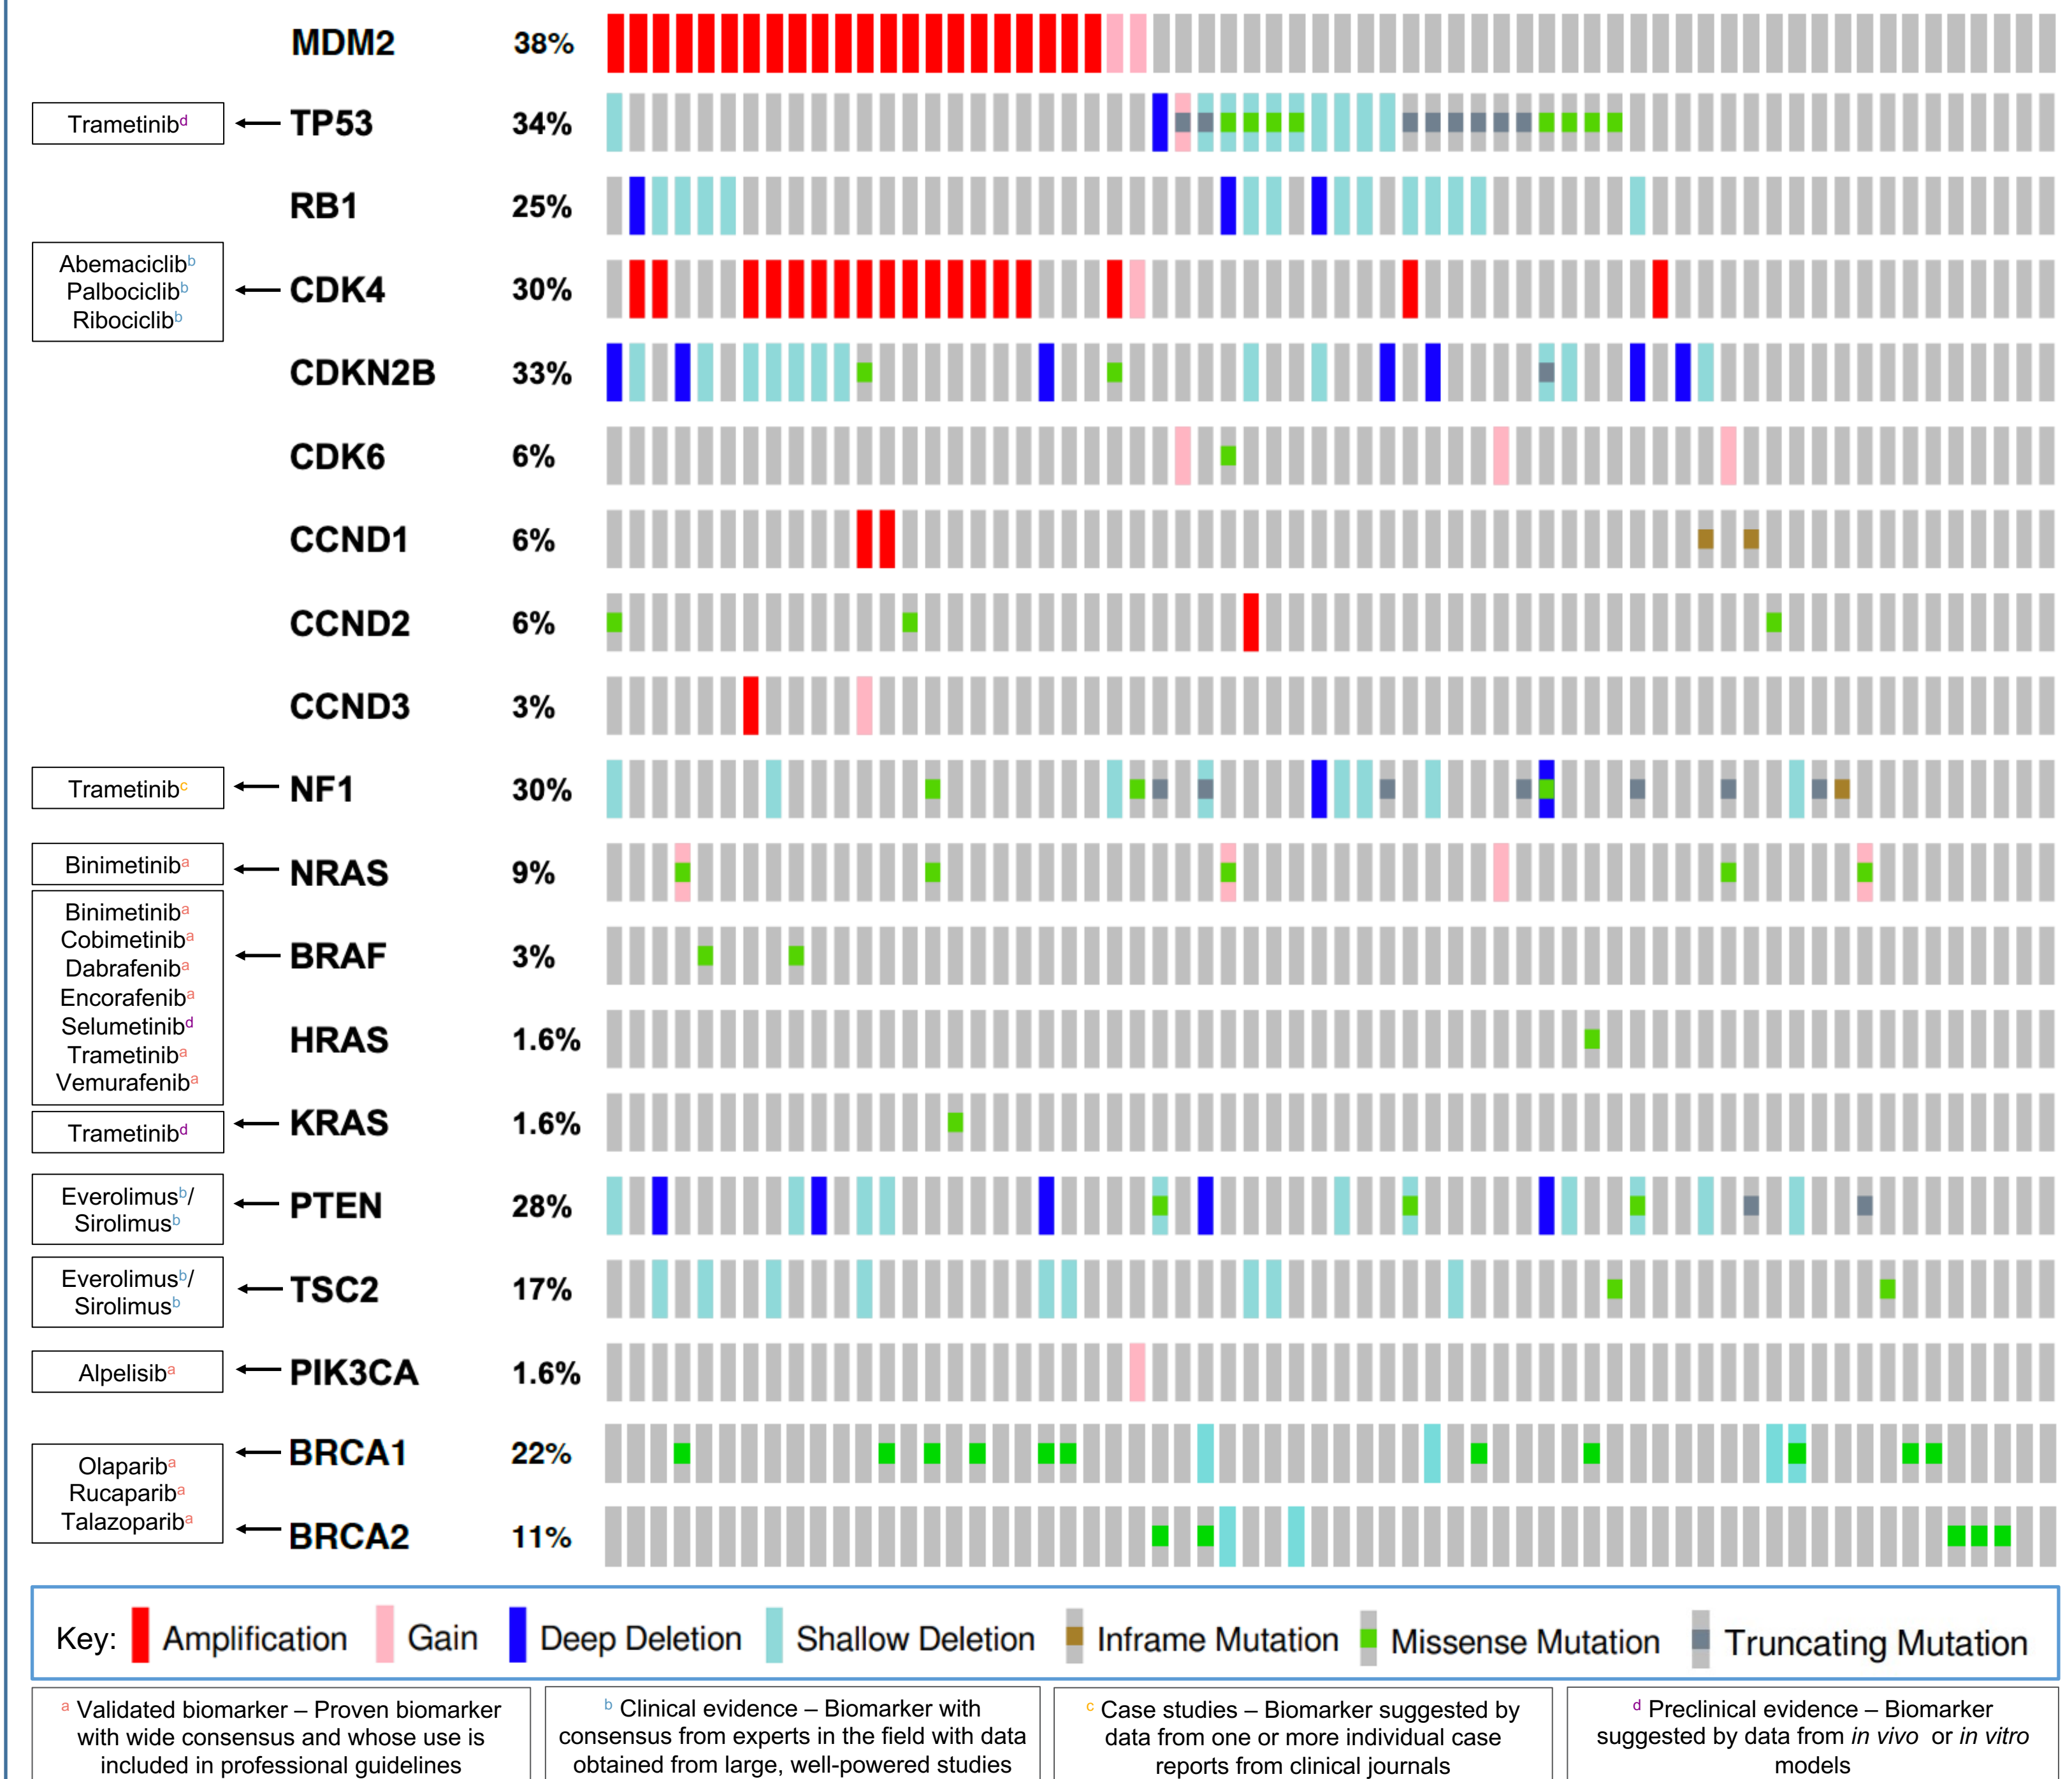 MDM2 38%
Trametinibᵈ TP53 34%
RB1 25%
Abemaciclibᵇ
Palbociclibᵇ
Ribociclibᵇ
CDK4 30%
CDKN2B 33%
CDK6 6%
CCND1 6%
CCND2 6%
CCND3 3%
Trametinibᶜ NF1 30%
Binimetinibᵃ NRAS 9%
Binimetinibᵃ
Cobimetinibᵃ
Dabrafenibᵃ
Encorafenibᵃ
Selumetinibᵈ
Trametinibᵃ
Vemurafenibᵃ
BRAF 3%
HRAS 1.6%
Trametinibᵈ KRAS 1.6%
Everolimusᵇ/
Sirolimusᵇ
PTEN 28%
Everolimusᵇ/
Sirolimusᵇ
TSC2 17%
Alpelisibᵃ PIK3CA 1.6%
BRCA1 22%
Olaparibᵃ
Rucaparibᵃ
Talazoparibᵃ
BRCA2 11%
Key: Amplification Gain Deep Deletion Shallow Deletion Inframe Mutation Missense Mutation Truncating Mutation
ᵃ Validated biomarker – Proven biomarker
with wide consensus and whose use is
included in professional guidelines
ᵇ Clinical evidence – Biomarker with
consensus from experts in the field with data
obtained from large, well-powered studies
ᶜ Case studies – Biomarker suggested by
data from one or more individual case
reports from clinical journals
ᵈ Preclinical evidence – Biomarker
suggested by data from in vivo or in vitro
models